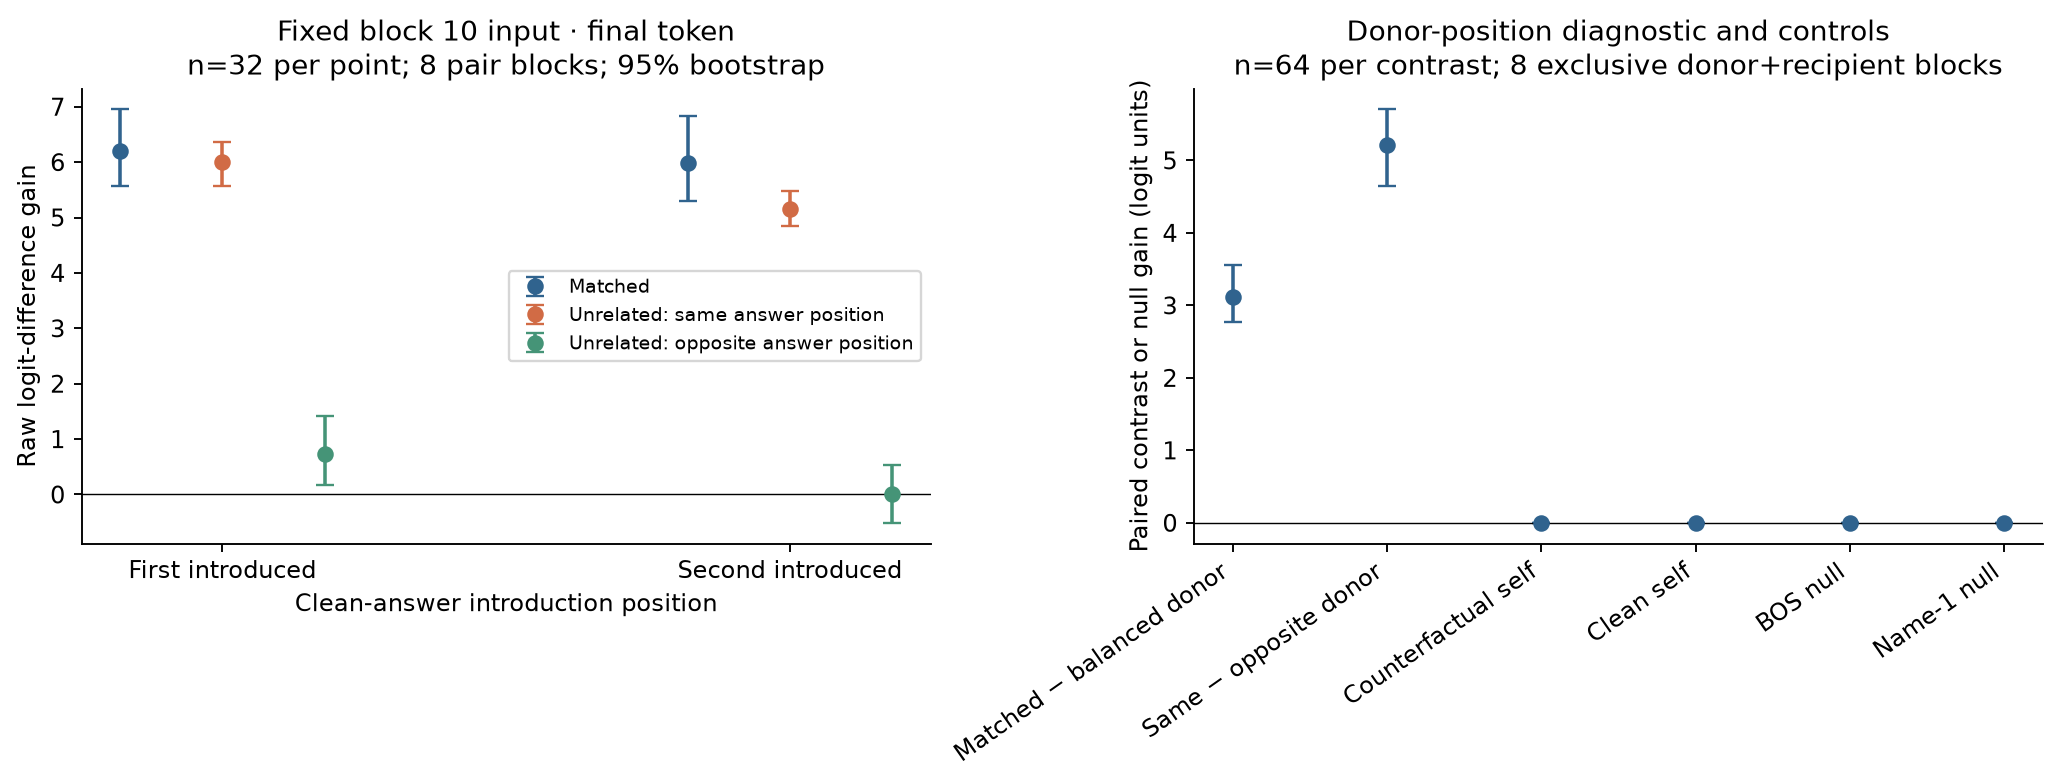 Fixed block 10 input · final token
n=32 per point; 8 pair blocks; 95% bootstrap
Raw logit-difference gain
7
6
5
4
3
2
1
0
Matched
Unrelated: same answer position
Unrelated: opposite answer position
First introduced
Second introduced
Clean-answer introduction position
Donor-position diagnostic and controls
n=64 per contrast; 8 exclusive donor+recipient blocks
Paired contrast or null gain (logit units)
5
4
3
2
1
0
Matched − balanced donor
Same − opposite donor
Counterfactual self
Clean self
BOS null
Name-1 null